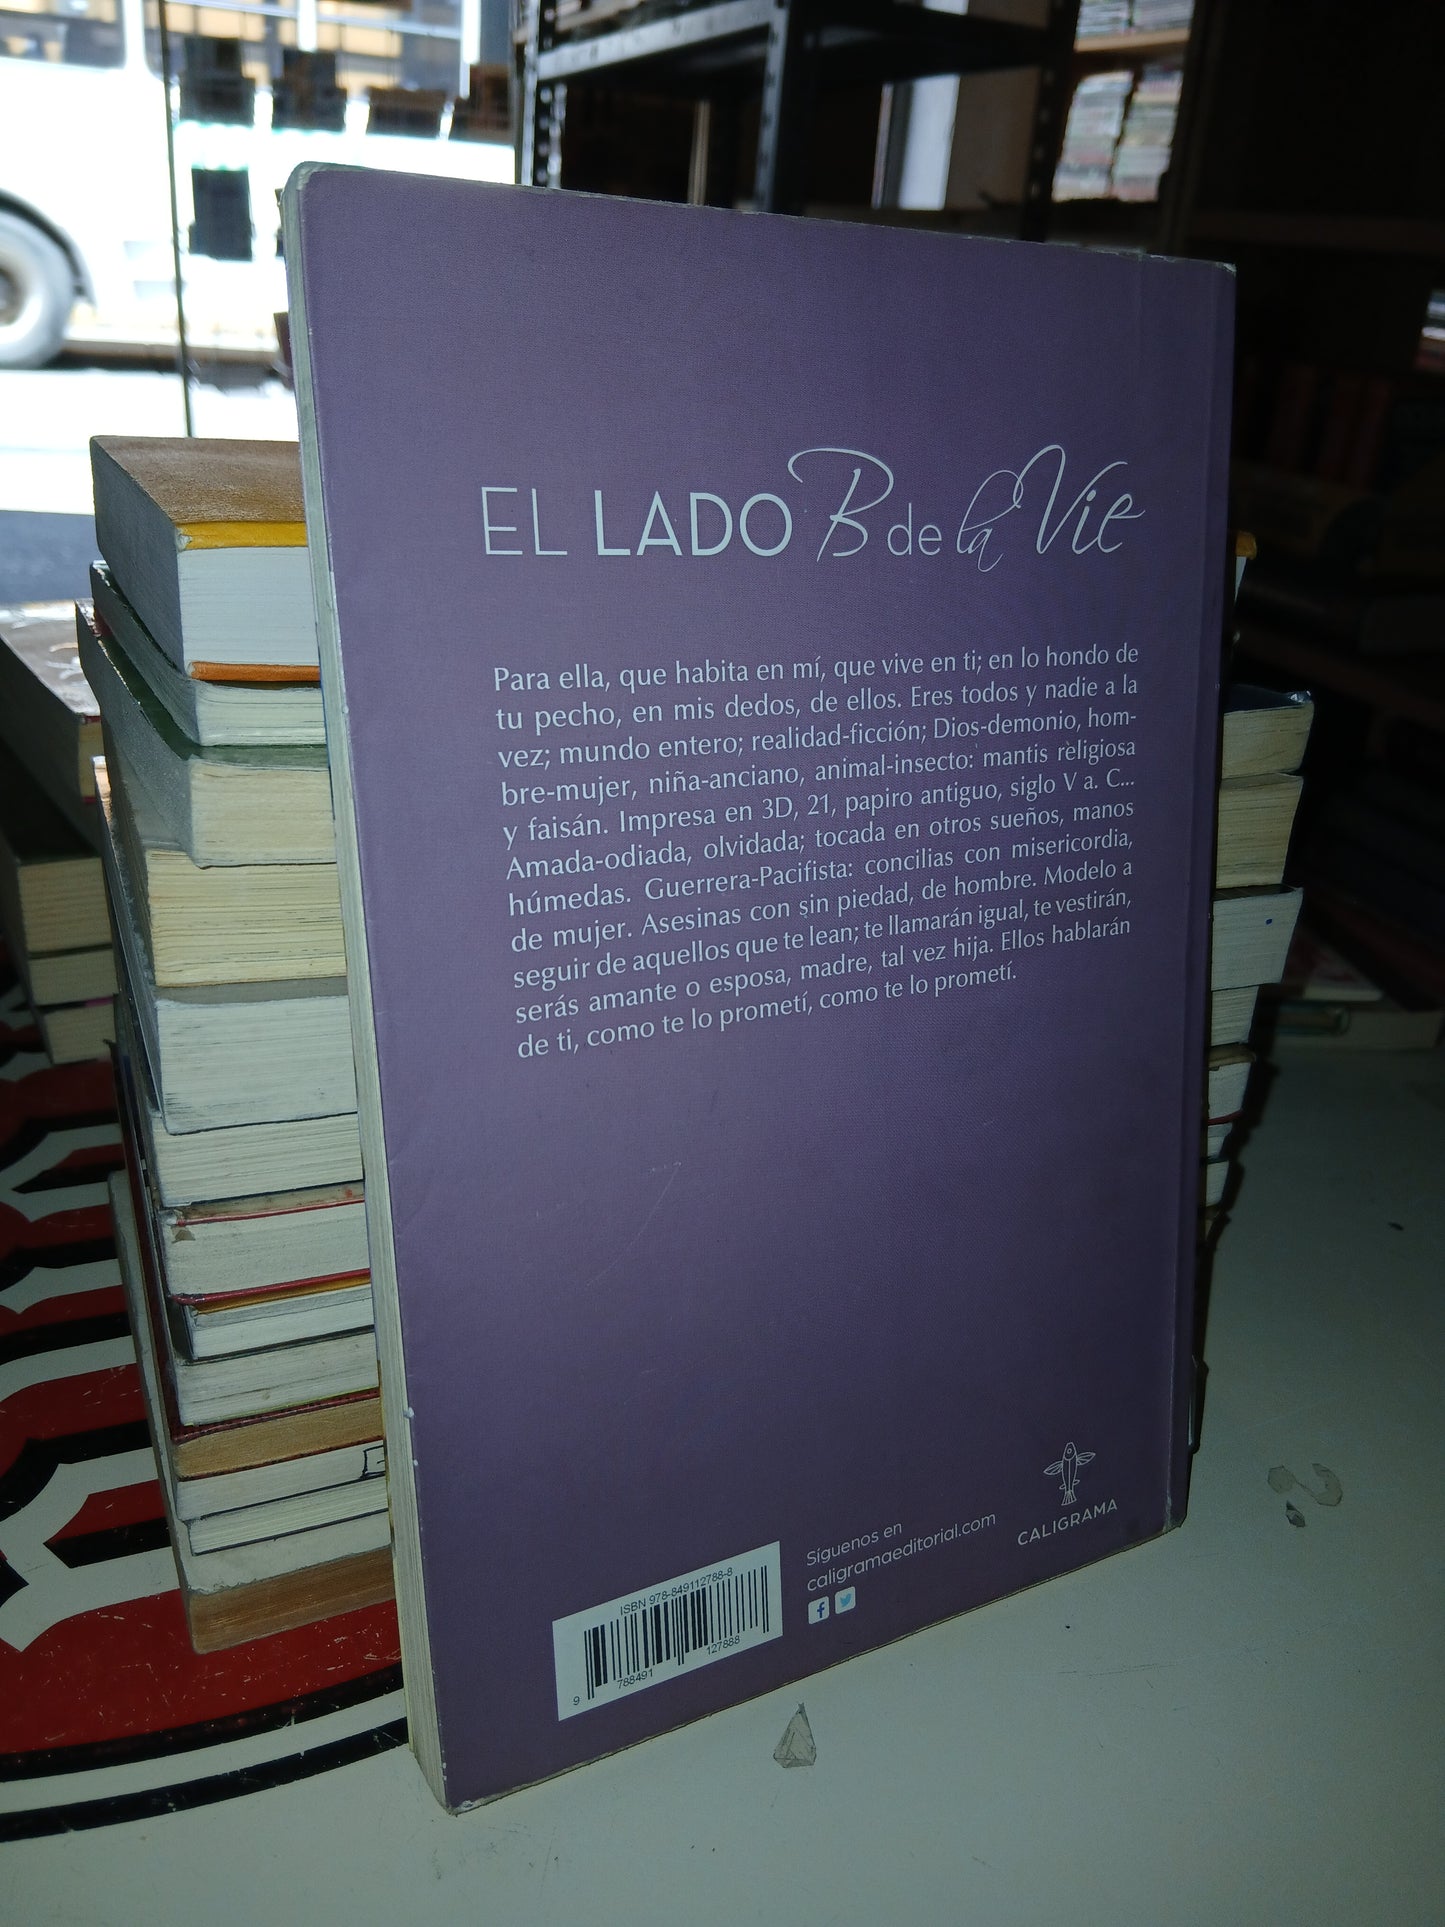 EL LADO B de la Vie
Para ella, que habita en mí, que vive en ti; en lo hondo de
tu pecho, en mis dedos, de ellos. Eres todos y nadie a la
vez; mundo entero; realidad-ficción; Dios-demonio, hom-
bre-mujer, niña-anciano, animal-insecto: mantis religiosa
y faisán. Impresa en 3D, 21, papiro antiguo, siglo V a. C...
Amada-odiada, olvidada; tocada en otros sueños, manos
húmedas. Guerrera-Pacifista: concilias con misericordia,
de mujer. Asesinas con sin piedad, de hombre. Modelo a
seguir de aquellos que te lean; te llamarán igual, te vestirán,
serás amante o esposa, madre, tal vez hija. Ellos hablarán
de ti, como te lo prometí, como te lo prometí.
ISBN 978-849112788-8
9 788491 127888
Síguenos en
caligramaeditorial.com
CALIGRAMA